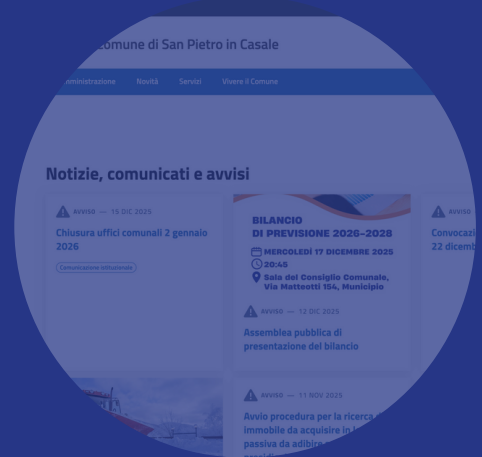 comune di San Pietro in Casale
mministrazione Novità Servizi Vivere il Comune
Notizie, comunicati e avvisi
AVVISO — 15 DIC 2025
Chiusura uffici comunali 2 gennaio
2026
Comunicazione istituzionale
BILANCIO
DI PREVISIONE 2026-2028
MERCOLEDÌ 17 DICEMBRE 2025
20:45
Sala del Consiglio Comunale,
Via Matteotti 154, Municipio
AVVISO — 12 DIC 2025
Assemblea pubblica di
presentazione del bilancio
AVVISO
Convocazi
22 dicemb
AVVISO — 11 NOV 2025
Avvio procedura per la ricerca
immobile da acquisire in
passiva da adibire